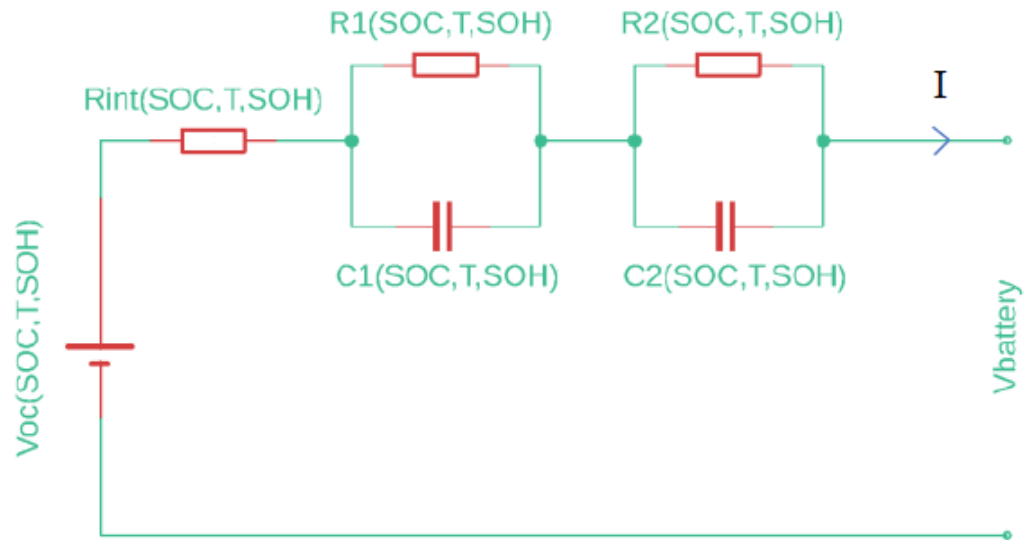 R1(SOC,T,SOH)
R2(SOC,T,SOH)
I
Rint(SOC,T,SOH)
C1(SOC,T,SOH)
C2(SOC,T,SOH)
Voc(SOC,T,SOH)
Vbattery